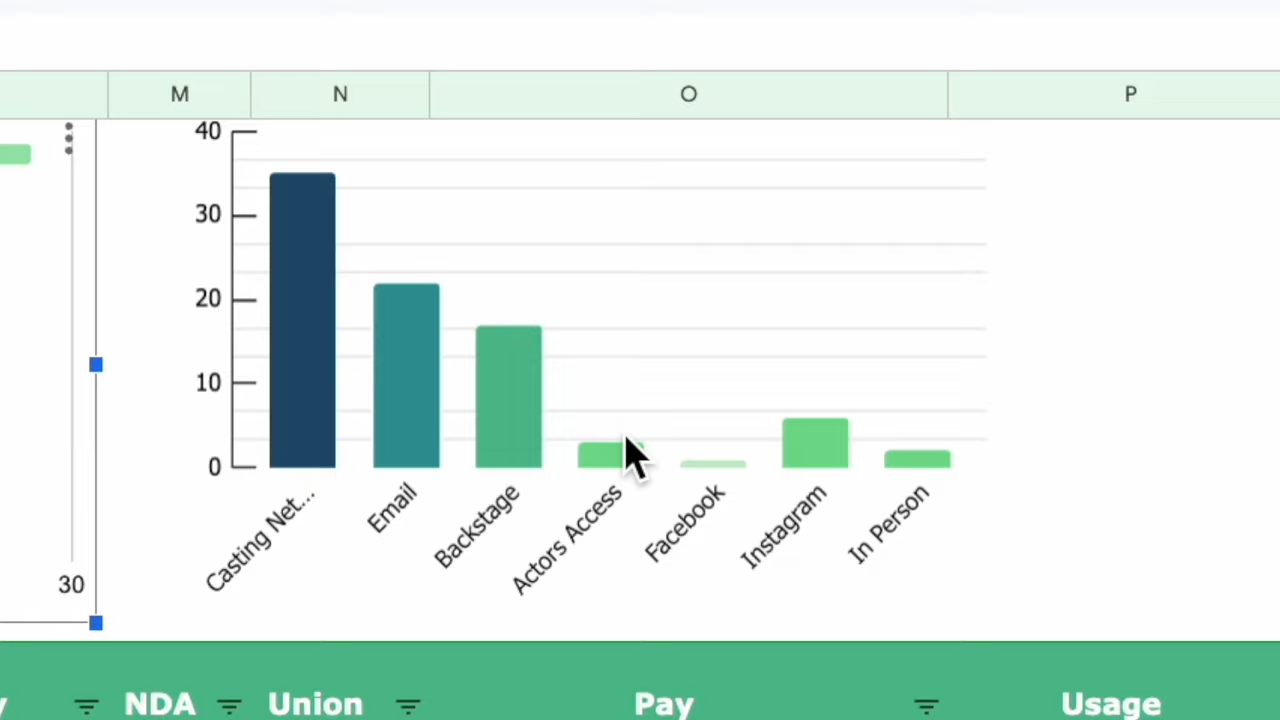 M N O P
40
30
20
10
0
Casting Net... Email Backstage Actors Access Facebook Instagram In Person
30
y NDA Union Pay Usage